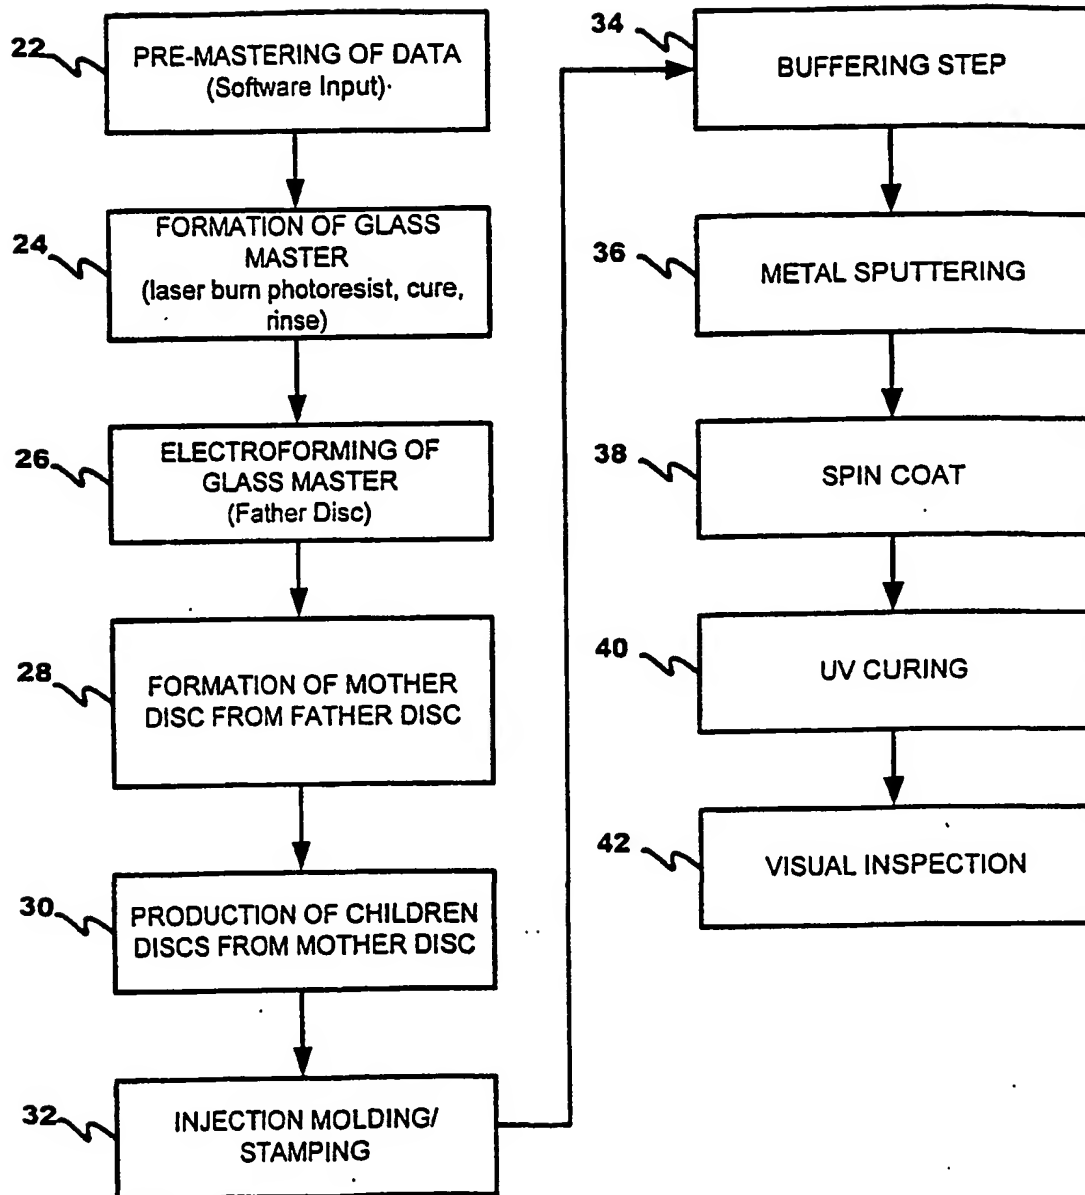 22
PRE-MASTERING OF DATA
(Software Input)
24
FORMATION OF GLASS
MASTER
(laser burn photoresist, cure,
rinse)
26
ELECTROFORMING OF
GLASS MASTER
(Father Disc)
28
FORMATION OF MOTHER
DISC FROM FATHER DISC
30
PRODUCTION OF CHILDREN
DISCS FROM MOTHER DISC
32
INJECTION MOLDING/
STAMPING
34
BUFFERING STEP
36
METAL SPUTTERING
38
SPIN COAT
40
UV CURING
42
VISUAL INSPECTION